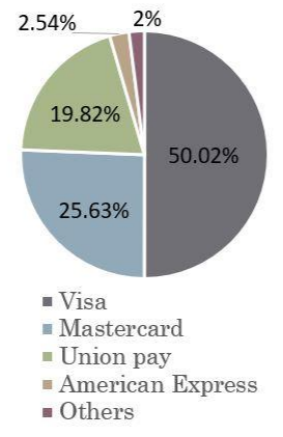 2.54% 2%
19.82%
50.02%
25.63%
Visa
Mastercard
Union pay
American Express
Others